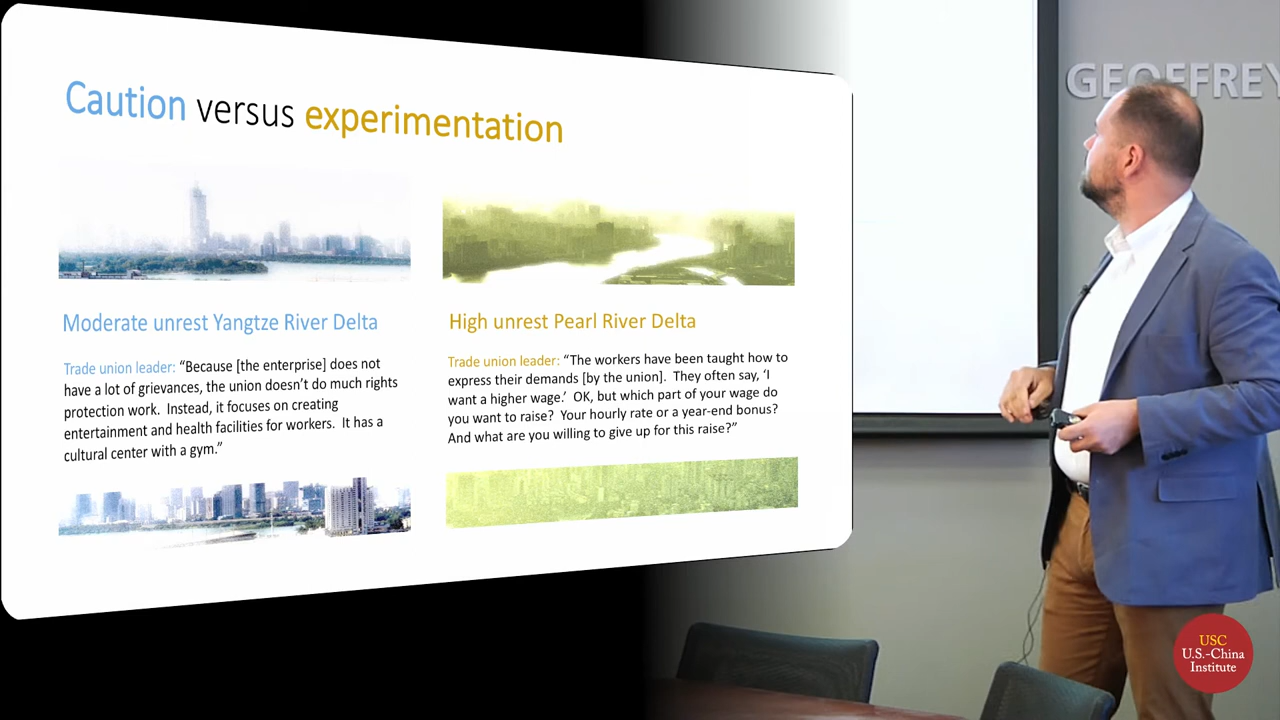 Caution versus experimentation
Moderate unrest Yangtze River Delta
Trade union leader: “Because [the enterprise] does not
have a lot of grievances, the union doesn’t do much rights
protection work.  Instead, it focuses on creating
entertainment and health facilities for workers.  It has a
cultural center with a gym.”
High unrest Pearl River Delta
Trade union leader: “The workers have been taught how to
express their demands [by the union].  They often say, ‘I
want a higher wage.’  OK, but which part of your wage do
you want to raise?  Your hourly rate or a year-end bonus?
And what are you willing to give up for this raise?”
GEOFFREY
USC
U.S.-China
Institute